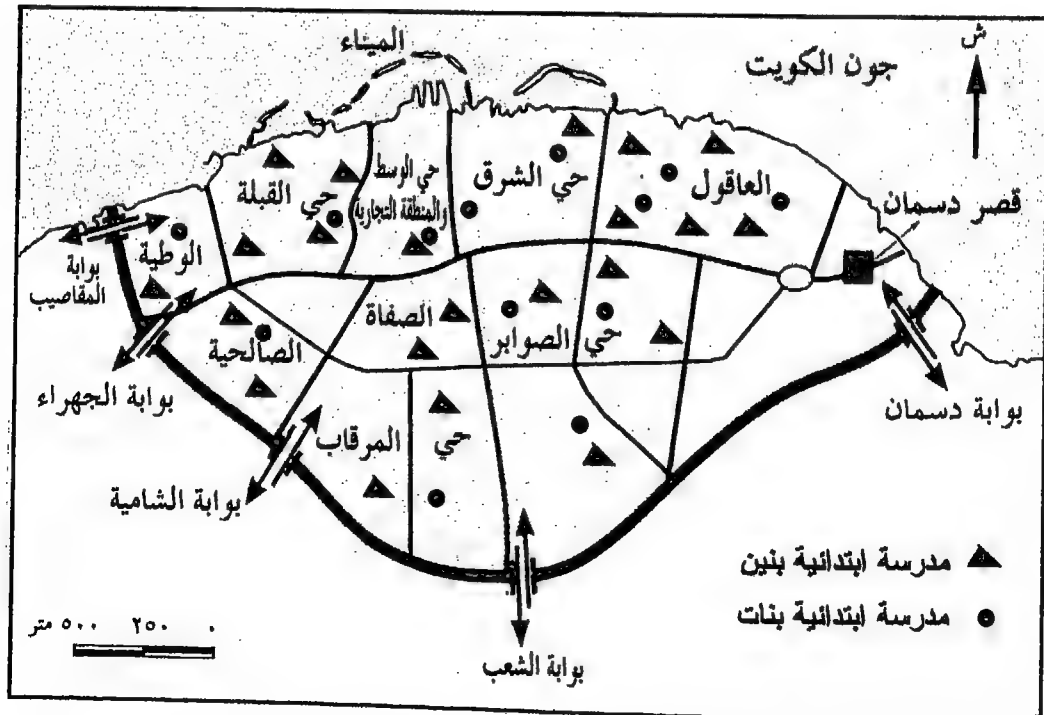 ش
الميناء
جون الكويت
قصر دسمان
العاقول
حي الشرق
حي الوسط
والمنطقة التجارية
حي القبلة
الوطية
بوابة
المقاصيب
الصفاة
حي الصوابر
الصالحية
بوابة الجهراء
بوابة دسمان
حي المرقاب
بوابة الشامية
بوابة الشعب
مدرسة ابتدائية بنين
مدرسة ابتدائية بنات
٠ ٢٥٠ ٥٠٠ متر